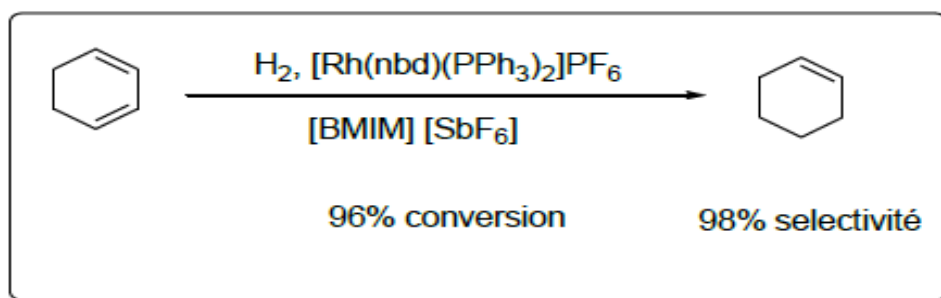 H₂, [Rh(nbd)(PPh₃)₂]PF₆
[BMIM] [SbF₆]
96% conversion 98% selectivité